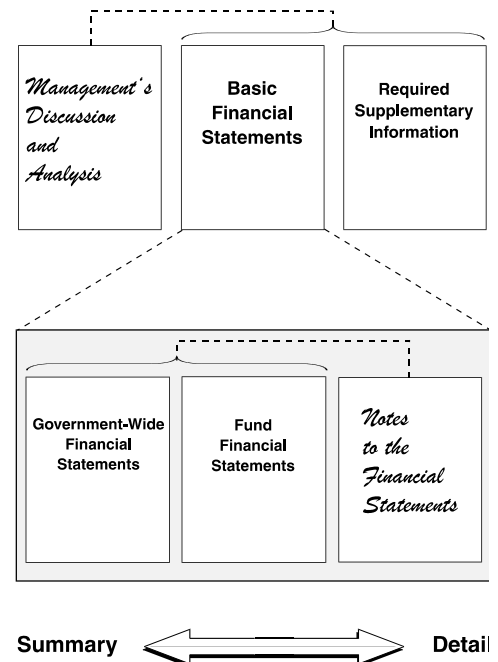 Management's
Discussion
and
Analysis
Basic
Financial
Statements
Required
Supplementary
Information
Government-Wide
Financial
Statements
Fund
Financial
Statements
Notes
to the
Financial
Statements
Summary
Detail